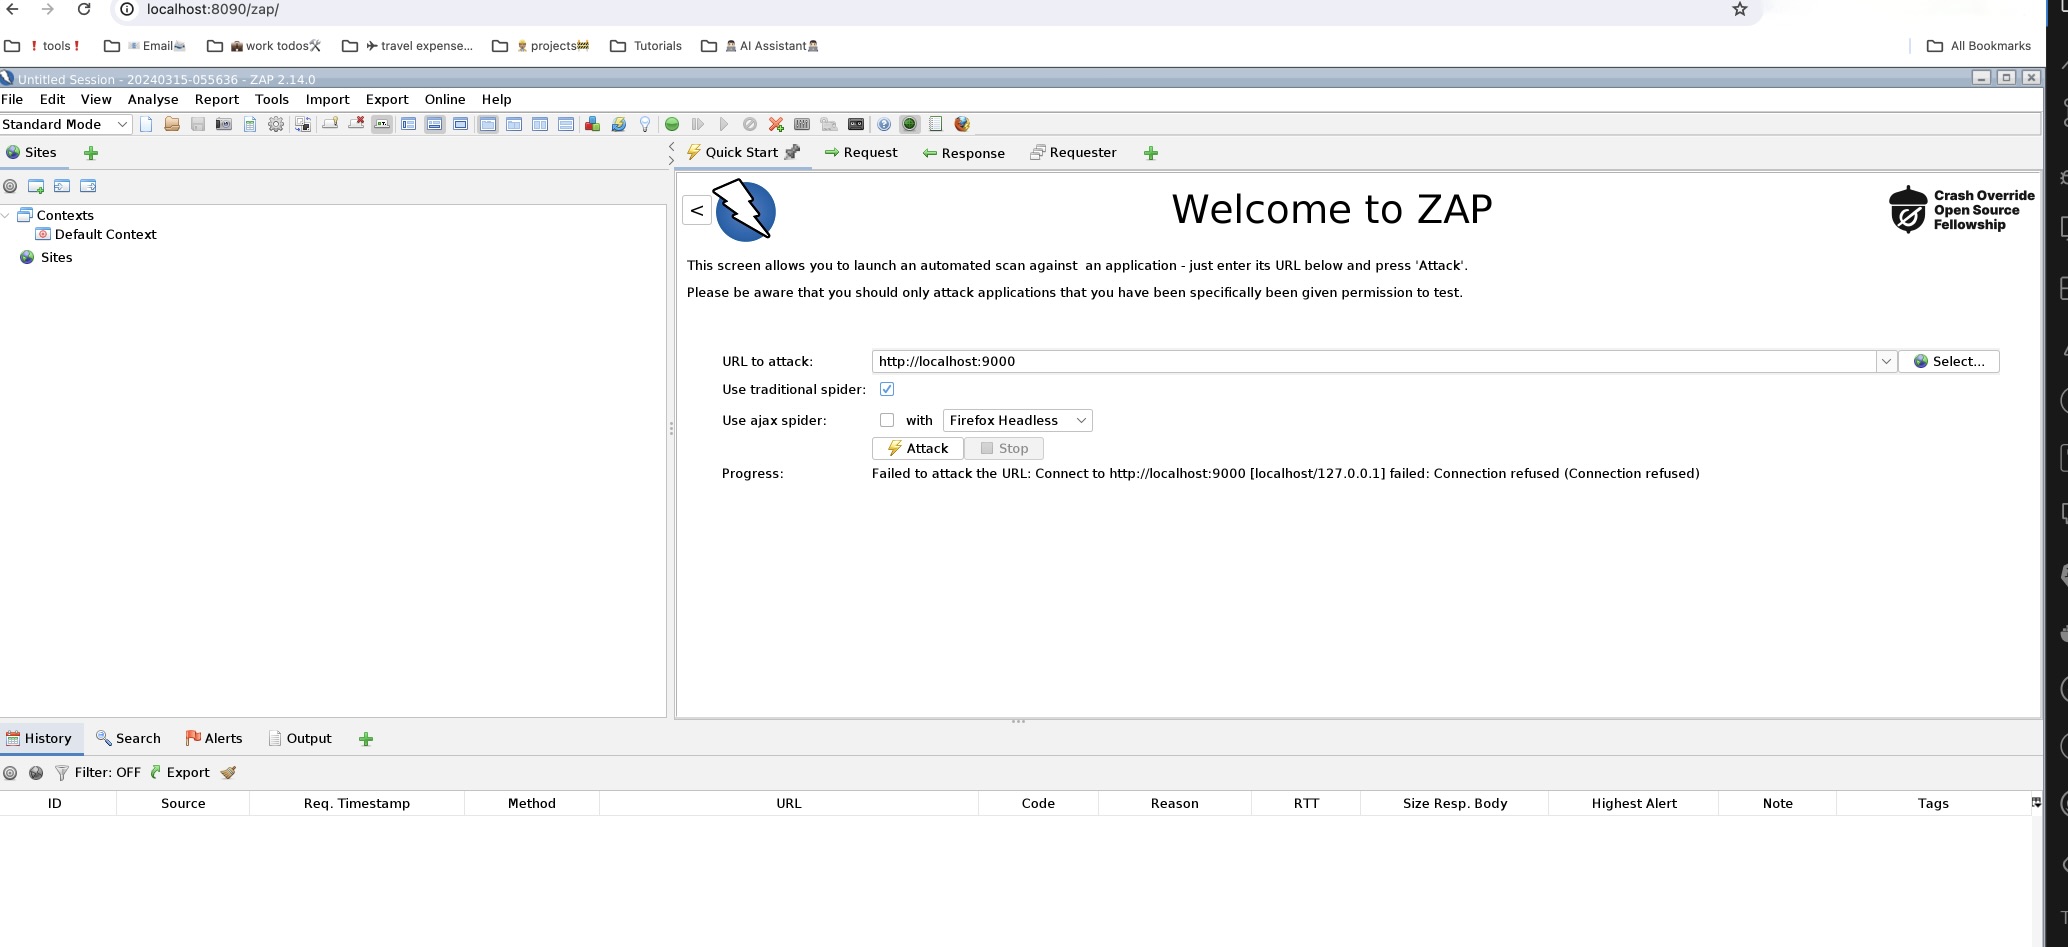 localhost:8090/zap/
❗ tools❗ 📧 Email📨 💼 work todos🛠 ✈ travel expense... 👷 projects🚧 Tutorials AI Assistant All Bookmarks
Untitled Session - 20240315-055636 - ZAP 2.14.0
File Edit View Analyse Report Tools Import Export Online Help
Standard Mode
Sites
Quick Start Request Response Requester
Contexts
Default Context
Sites
<
Welcome to ZAP
Crash Override
Open Source
Fellowship
This screen allows you to launch an automated scan against  an application - just enter its URL below and press 'Attack'.
Please be aware that you should only attack applications that you have been specifically been given permission to test.
URL to attack: http://localhost:9000 Select...
Use traditional spider:
Use ajax spider: with Firefox Headless
Attack Stop
Progress: Failed to attack the URL: Connect to http://localhost:9000 [localhost/127.0.0.1] failed: Connection refused (Connection refused)
History Search Alerts Output
Filter: OFF Export
ID Source Req. Timestamp Method URL Code Reason RTT Size Resp. Body Highest Alert Note Tags